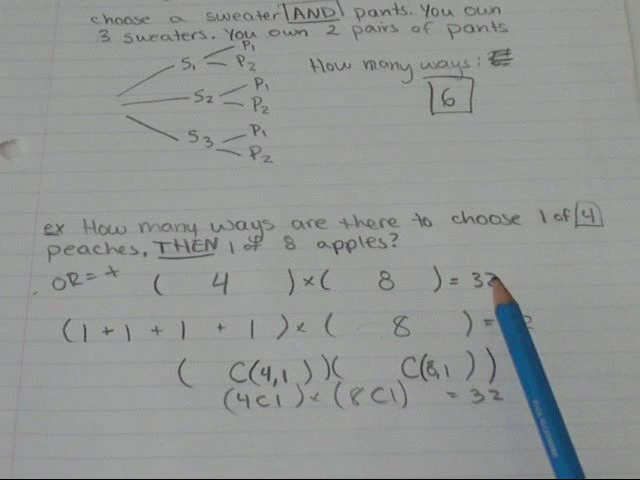 choose a sweater AND pants. You own
3 sweaters. You own 2 pairs of pants
How many ways:
6
S1 P1
P2
S2 P1
P2
S3 P1
P2
ex How many ways are there to choose 1 of 4
peaches, THEN 1 of 8 apples?
OR = + ( 4 ) × ( 8 ) = 32
(1 + 1 + 1 + 1 ) × ( 8 ) =
( C(4,1) )( C(8,1) )
(4C1) × (8C1) = 32